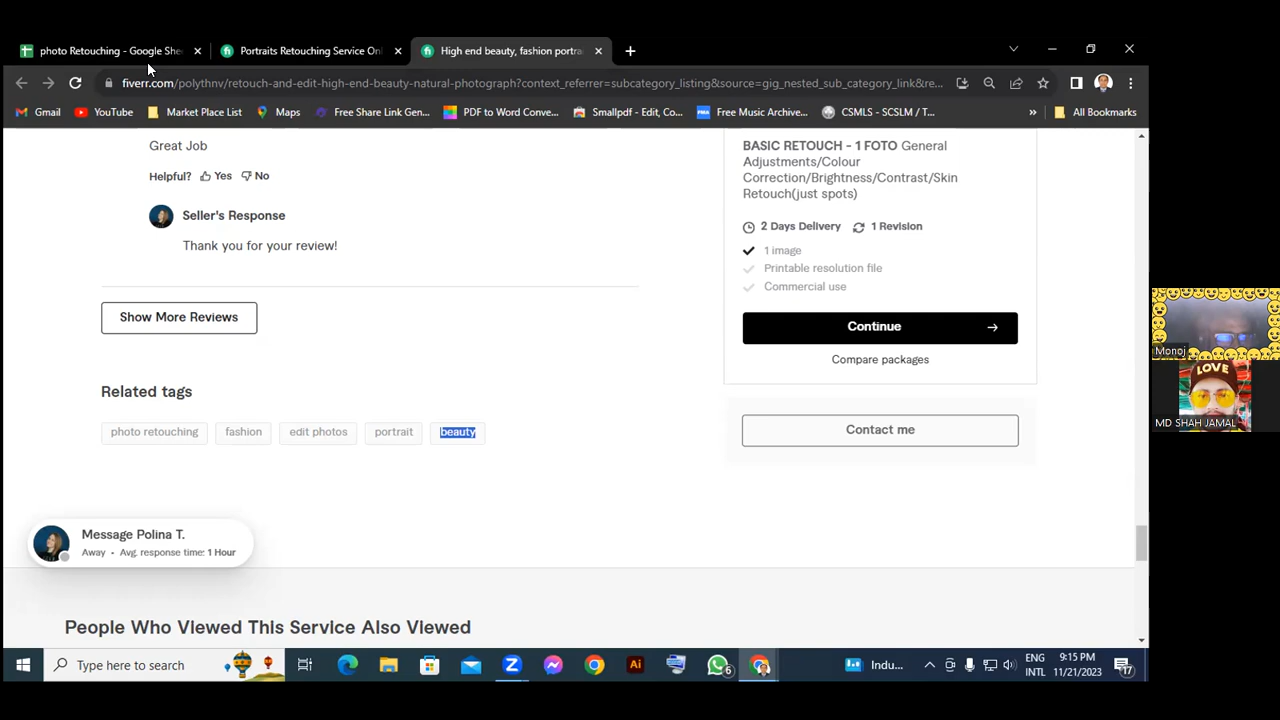 photo Retouching - Google She
Portraits Retouching Service Onl
High end beauty, fashion portra
fiverr.com/polythnv/retouch-and-edit-high-end-beauty-natural-photograph?context_referrer=subcategory_listing&source=gig_nested_sub_category_link&re...
Gmail
YouTube
Market Place List
Maps
Free Share Link Gen...
PDF to Word Conve...
Smallpdf - Edit, Co...
Free Music Archive...
CSMLS - SCSLM / T...
»
All Bookmarks
Great Job
Helpful? Yes No
Seller's Response
Thank you for your review!
Show More Reviews
Related tags
photo retouching
fashion
edit photos
portrait
beauty
BASIC RETOUCH - 1 FOTO General
Adjustments/Colour
Correction/Brightness/Contrast/Skin
Retouch(just spots)
2 Days Delivery 1 Revision
1 image
Printable resolution file
Commercial use
Continue
Compare packages
Contact me
Message Polina T.
Away • Avg. response time: 1 Hour
People Who Viewed This Service Also Viewed
Monoj
LOVE
MD SHAH JAMAL
Type here to search
Ai
6
Indu...
ENG
INTL
9:15 PM
11/21/2023
17